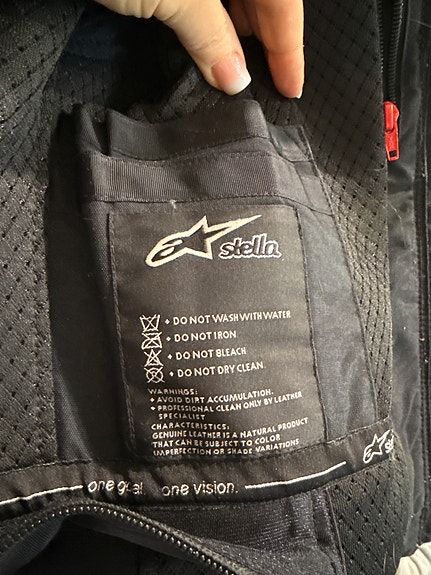 stella
• DO NOT WASH WITH WATER
• DO NOT IRON
• DO NOT BLEACH
• DO NOT DRY CLEAN
WARNINGS:
• AVOID DIRT ACCUMULATION.
• PROFESSIONAL CLEAN ONLY BY LEATHER
SPECIALIST
CHARACTERISTICS:
GENUINE LEATHER IS A NATURAL PRODUCT
THAT CAN BE SUBJECT TO COLOR
IMPERFECTION OR SHADE VARIATIONS
one goal. one vision.
stella